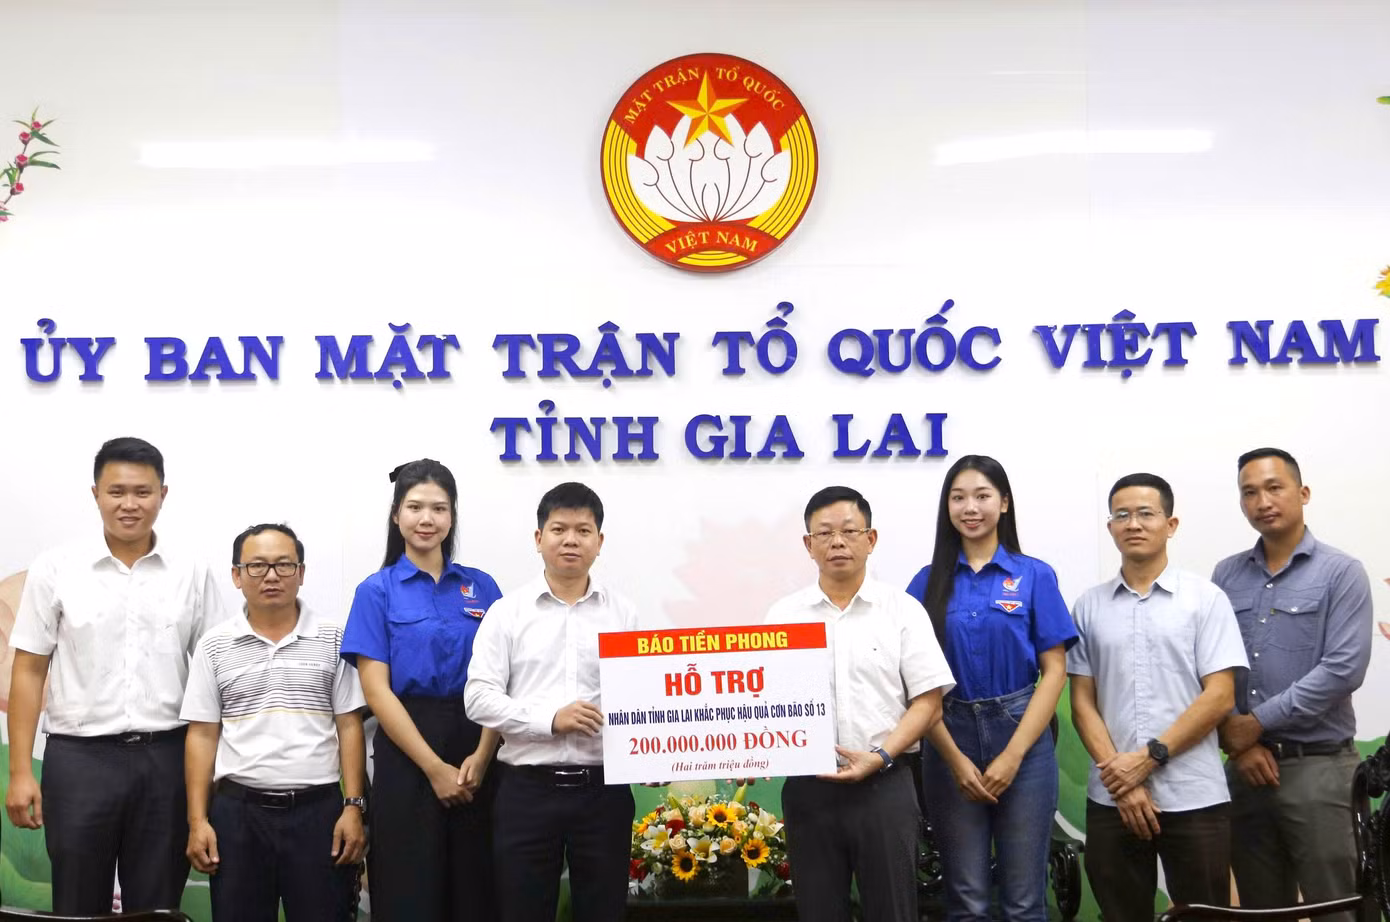 MẶT TRẬN TỔ QUỐC
VIỆT NAM
ỦY BAN MẶT TRẬN TỔ QUỐC VIỆT NAM
TỈNH GIA LAI
BÁO TIỀN PHONG
HỖ TRỢ
NHÂN DÂN TỈNH GIA LAI KHẮC PHỤC HẬU QUẢ CƠN BÃO SỐ 13
200.000.000 ĐỒNG
(Hai trăm triệu đồng)